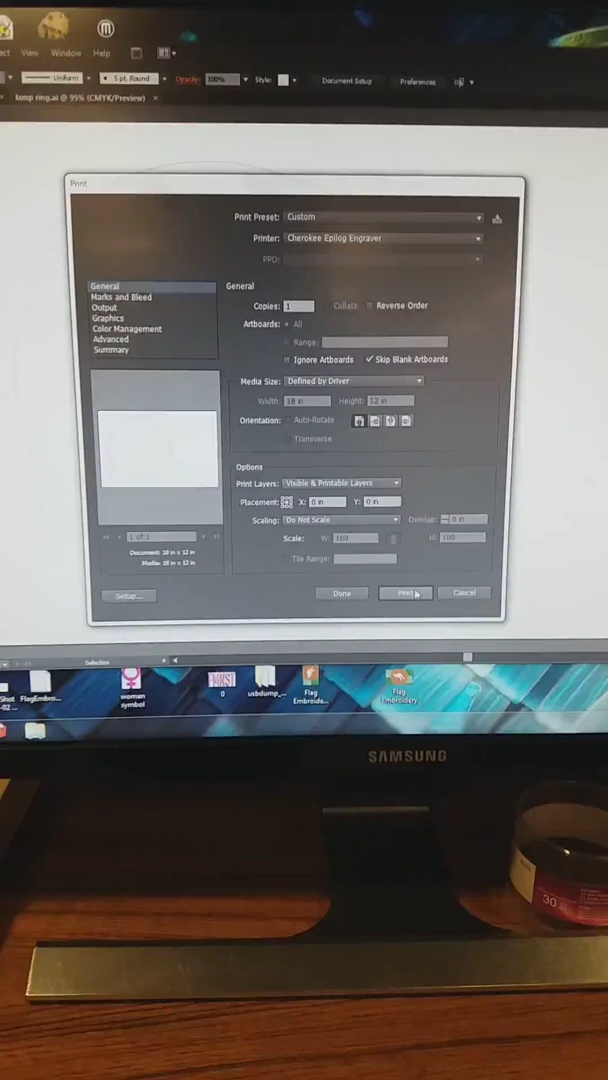 View Window Help
Uniform 5 pt. Round Opacity: 100% Style: Document Setup Preferences
lamp ring.ai @ 95% (CMYK/Preview)
Print
Print Preset: Custom
Printer: Cherokee Epilog Engraver
PPD:
General
Marks and Bleed
Output
Graphics
Color Management
Advanced
Summary
General
Copies: 1 Collate Reverse Order
Artboards: All
Range:
Ignore Artboards Skip Blank Artboards
Media Size: Defined by Driver
Width: 18 in Height: 12 in
Orientation: Auto-Rotate
Transverse
Options
Print Layers: Visible & Printable Layers
Placement: X: 0 in Y: 0 in
Scaling: Do Not Scale Overlap: 0 in
Scale: W: 100 H: 100
Tile Range:
1 of 1
Document: 18 in x 12 in
Media: 18 in x 12 in
Setup... Done Print Cancel
Selection
FlagEmbro...
woman
symbol
0
usbdump_...
Flag
Embroide...
Flag
Embroidery
SAMSUNG
30